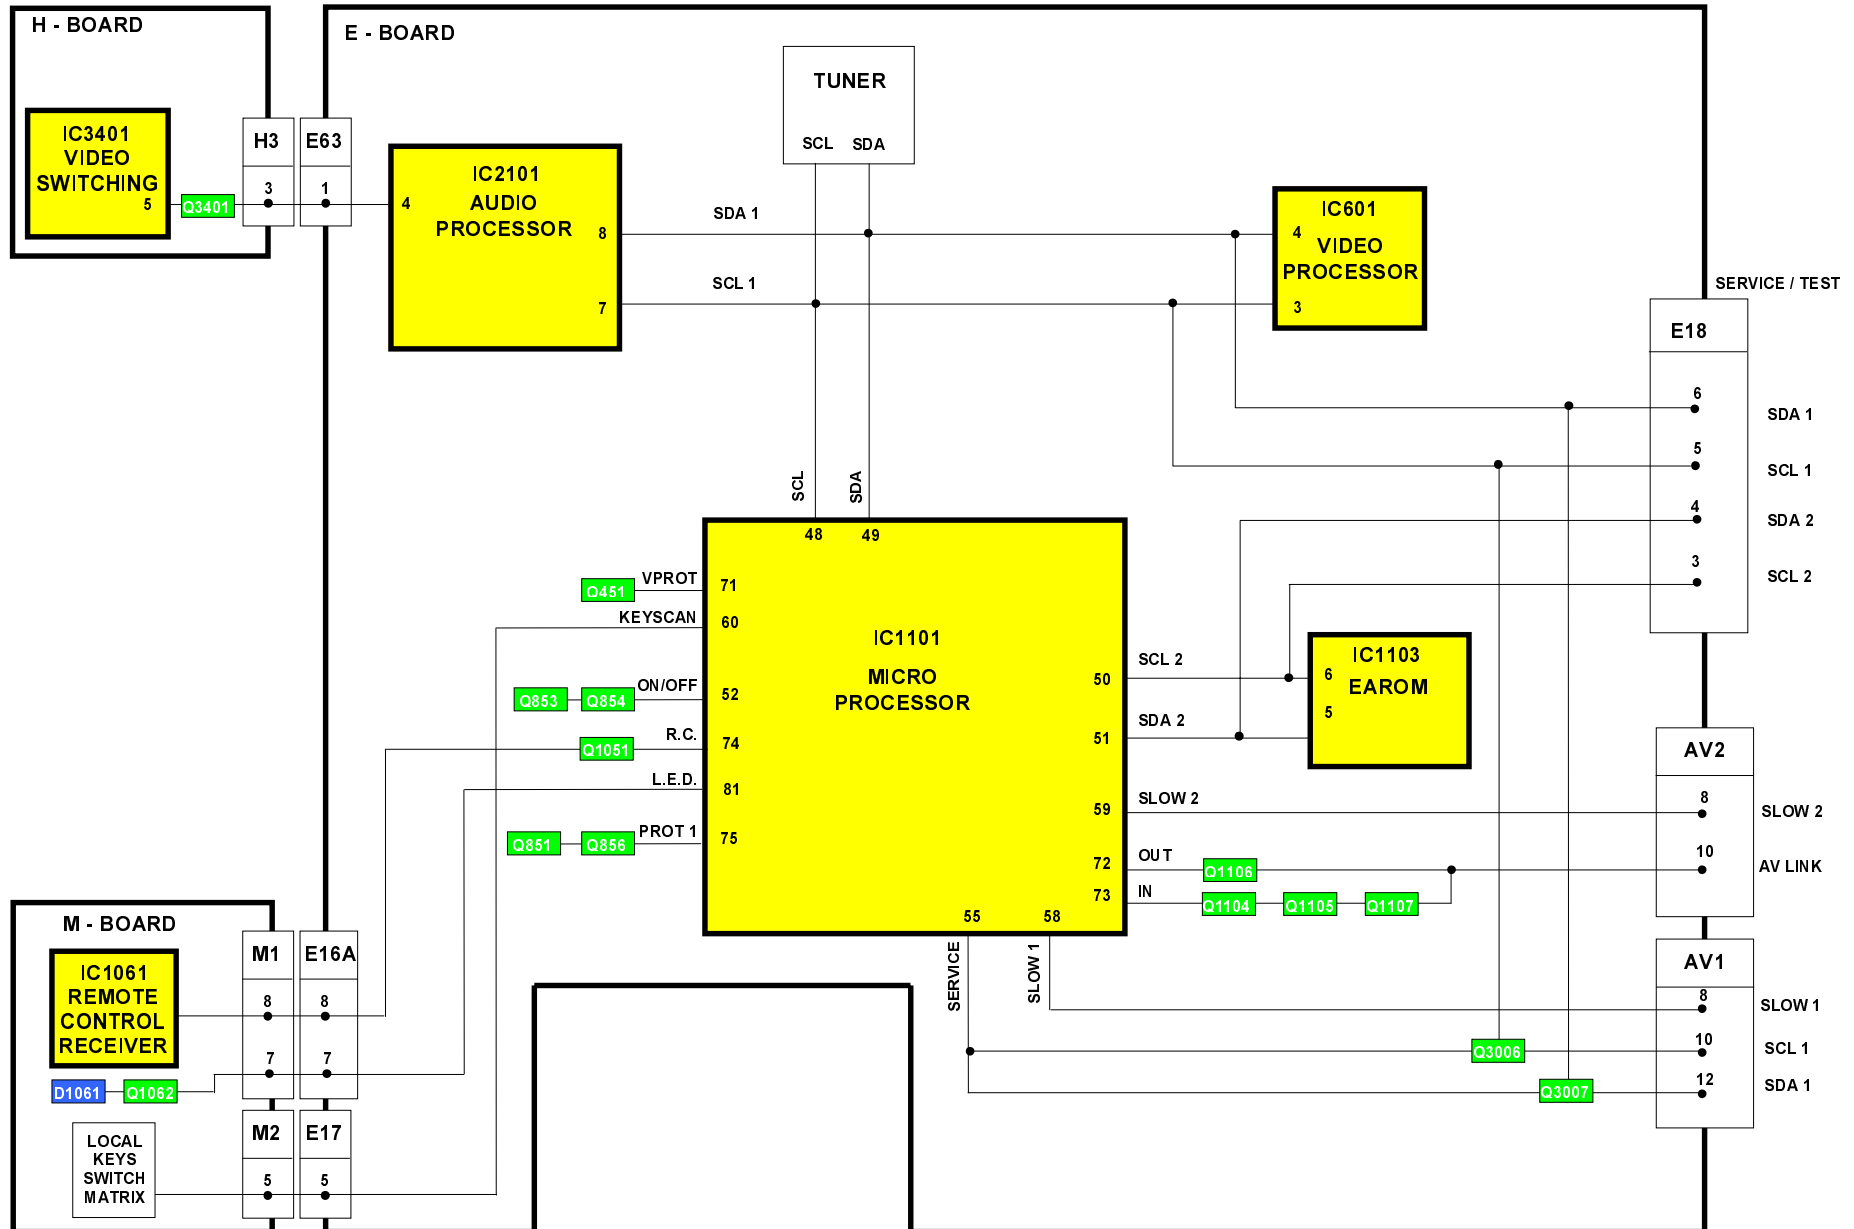 H - BOARD
IC3401
VIDEO
SWITCHING
5
Q3401
H3
3
E63
1
E - BOARD
4
IC2101
AUDIO
PROCESSOR
8
7
TUNER
SCL SDA
SDA 1
SCL 1
IC601
4
VIDEO
PROCESSOR
3
SERVICE / TEST
E18
6
SDA 1
5
SCL 1
4
SDA 2
3
SCL 2
SCL
SDA
48 49
Q451
VPROT
71
KEYSCAN
60
Q853
Q854
ON/OFF
52
Q1051
R.C.
74
L.E.D.
81
Q851
Q856
PROT 1
75
IC1101
MICRO
PROCESSOR
50
SCL 2
51
SDA 2
59
SLOW 2
72
OUT
73
IN
55 58
SERVICE
SLOW 1
IC1103
6
EAROM
5
Q1106
Q1104
Q1105
Q1107
AV2
8
SLOW 2
10
AV LINK
AV1
8
SLOW 1
10
SCL 1
12
SDA 1
Q3006
Q3007
M - BOARD
IC1061
REMOTE
CONTROL
RECEIVER
D1061
Q1062
M1
8
7
E16A
8
7
LOCAL
KEYS
SWITCH
MATRIX
M2
5
E17
5